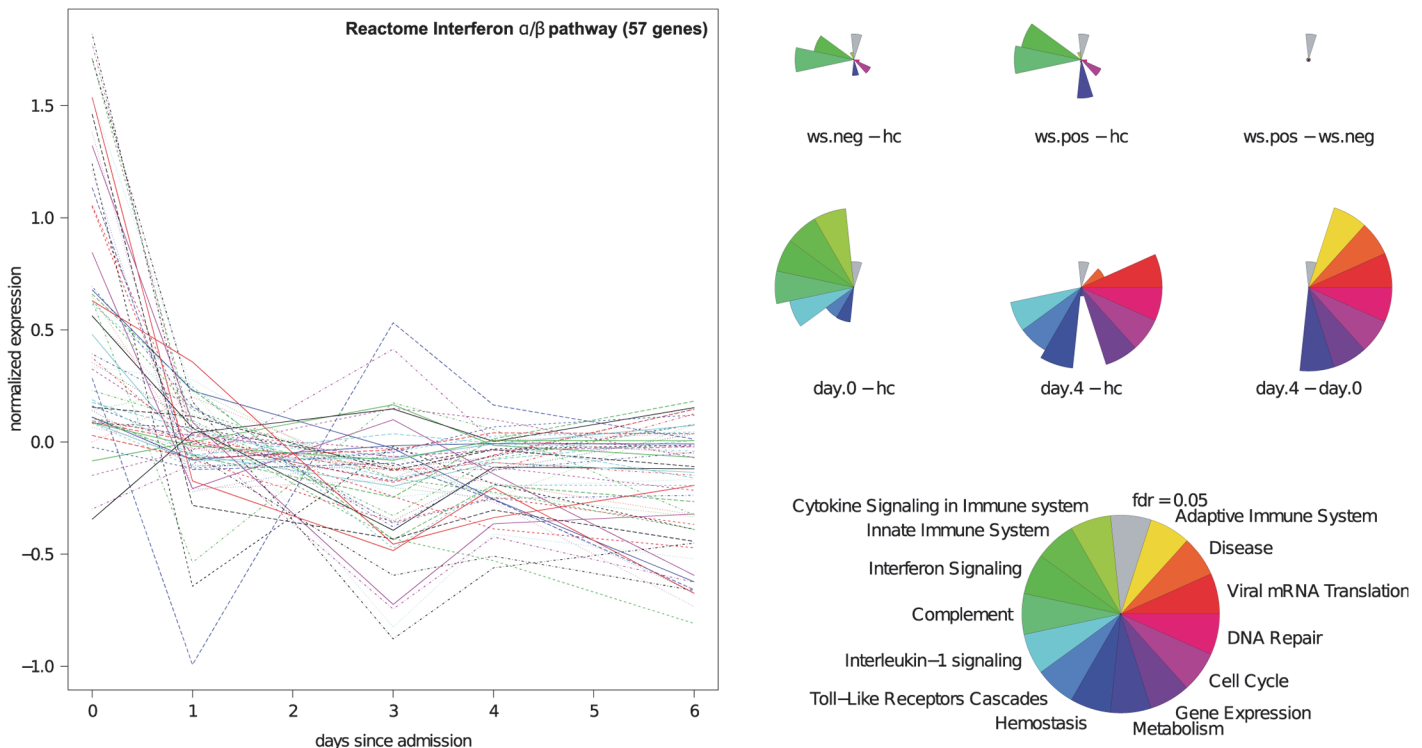 Reactome Interferon α/β pathway (57 genes)
normalized expression
1.5
1.0
0.5
0.0
−0.5
−1.0
0 1 2 3 4 5 6
days since admission
ws.neg − hc
ws.pos − hc
ws.pos − ws.neg
day.0 − hc
day.4 − hc
day.4 − day.0
fdr = 0.05
Cytokine Signaling in Immune system
Adaptive Immune System
Innate Immune System
Disease
Interferon Signaling
Viral mRNA Translation
Complement
DNA Repair
Interleukin−1 signaling
Cell Cycle
Toll−Like Receptors Cascades
Gene Expression
Hemostasis
Metabolism